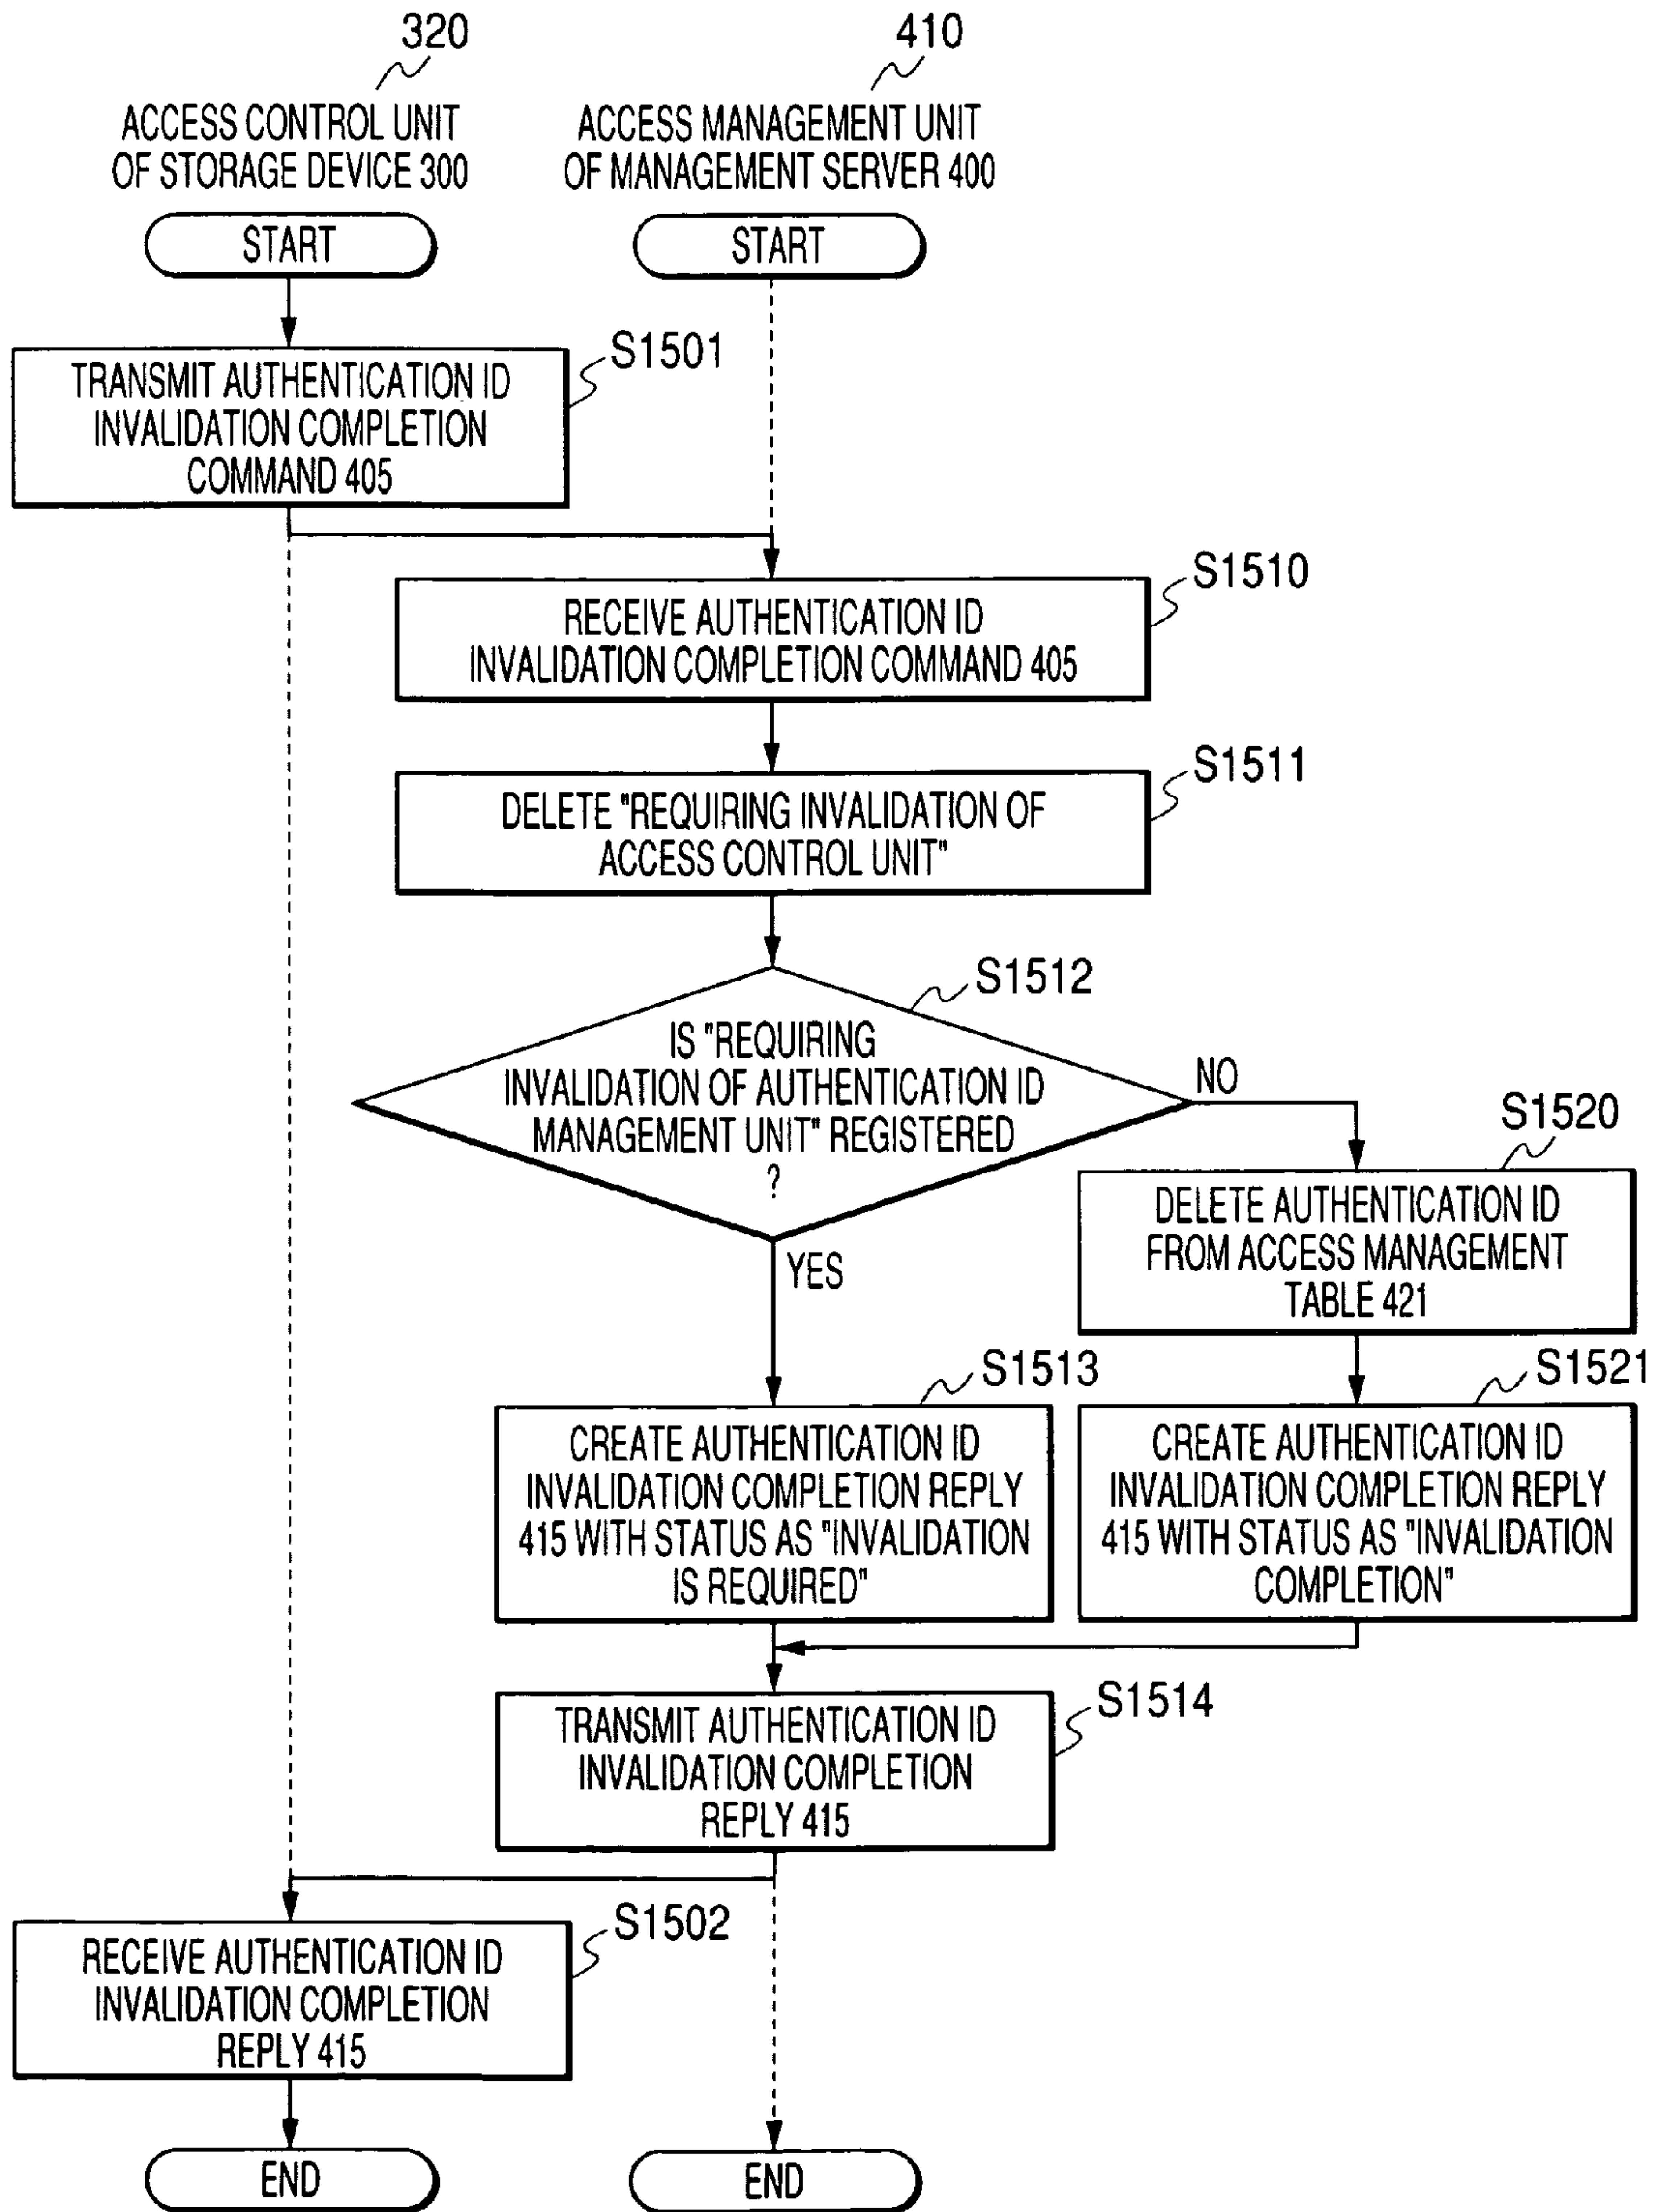 320
410
ACCESS CONTROL UNIT
OF STORAGE DEVICE 300
ACCESS MANAGEMENT UNIT
OF MANAGEMENT SERVER 400
START
START
S1501
TRANSMIT AUTHENTICATION ID
INVALIDATION COMPLETION
COMMAND 405
S1510
RECEIVE AUTHENTICATION ID
INVALIDATION COMPLETION COMMAND 405
S1511
DELETE "REQUIRING INVALIDATION OF
ACCESS CONTROL UNIT"
S1512
IS "REQUIRING
INVALIDATION OF AUTHENTICATION ID
MANAGEMENT UNIT" REGISTERED
?
NO
YES
S1520
DELETE AUTHENTICATION ID
FROM ACCESS MANAGEMENT
TABLE 421
S1513
CREATE AUTHENTICATION ID
INVALIDATION COMPLETION REPLY
415 WITH STATUS AS "INVALIDATION
IS REQUIRED"
S1521
CREATE AUTHENTICATION ID
INVALIDATION COMPLETION REPLY
415 WITH STATUS AS "INVALIDATION
COMPLETION"
S1514
TRANSMIT AUTHENTICATION ID
INVALIDATION COMPLETION
REPLY 415
S1502
RECEIVE AUTHENTICATION ID
INVALIDATION COMPLETION
REPLY 415
END
END